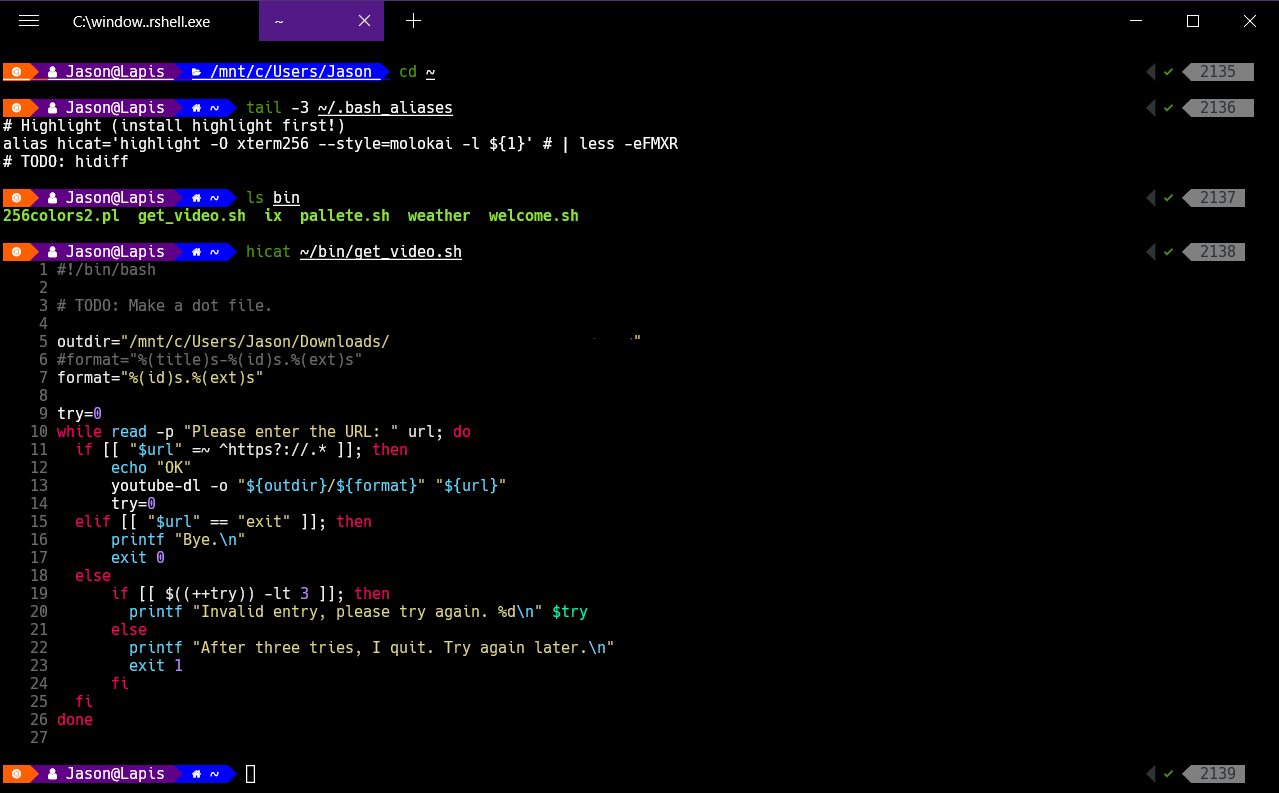 C:\window..rshell.exe ~
Jason@Lapis /mnt/c/Users/Jason cd ~ 2135
Jason@Lapis ~ tail -3 ~/.bash_aliases 2136
# Highlight (install highlight first!)
alias hicat='highlight -O xterm256 --style=molokai -l ${1}' # | less -eFMXR
# TODO: hidiff
Jason@Lapis ~ ls bin 2137
256colors2.pl get_video.sh ix pallete.sh weather welcome.sh
Jason@Lapis ~ hicat ~/bin/get_video.sh 2138
1 #!/bin/bash
2
3 # TODO: Make a dot file.
4
5 outdir="/mnt/c/Users/Jason/Downloads/ "
6 #format="%(title)s-%(id)s.%(ext)s"
7 format="%(id)s.%(ext)s"
8
9 try=0
10 while read -p "Please enter the URL: " url; do
11 if [[ "$url" =~ ^https?://.* ]]; then
12 echo "OK"
13 youtube-dl -o "${outdir}/${format}" "${url}"
14 try=0
15 elif [[ "$url" == "exit" ]]; then
16 printf "Bye.\n"
17 exit 0
18 else
19 if [[ $((++try)) -lt 3 ]]; then
20 printf "Invalid entry, please try again. %d\n" $try
21 else
22 printf "After three tries, I quit. Try again later.\n"
23 exit 1
24 fi
25 fi
26 done
27
Jason@Lapis ~ 2139